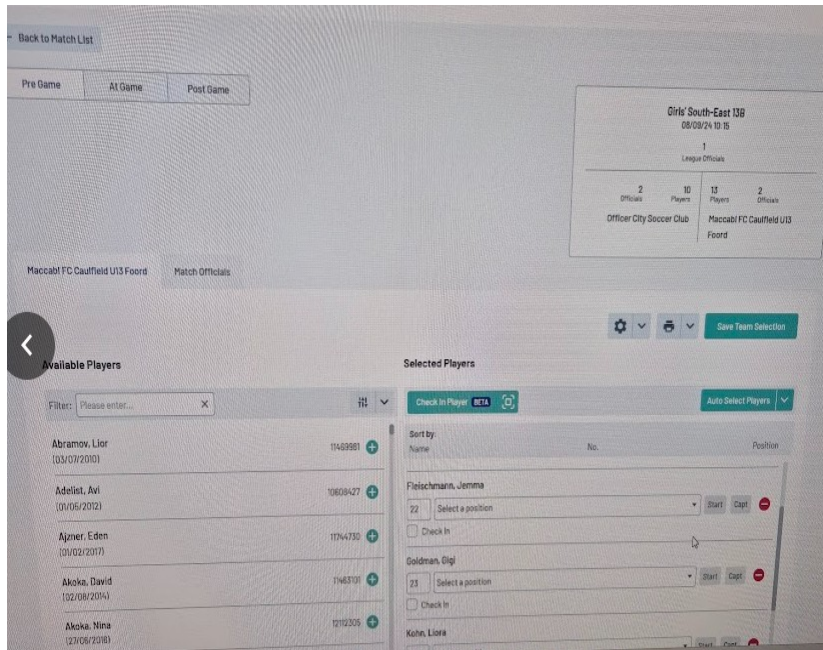 Back to Match List
Pre Game
At Game
Post Game
Girls' South-East 13B
08/09/24 10:15
1
League Officials
2
Officials
10
Players
13
Players
2
Officials
Officer City Soccer Club
Maccabi FC Caulfield U13
Foord
Maccabi FC Caulfield U13 Foord
Match Officials
Save Team Selection
Available Players
Selected Players
Filter:
Please enter...
Check In Player BETA
Auto Select Players
Sort by
Name
No.
Position
Abramov, Lior
11469981
(03/07/2010)
Adelist, Avi
10608427
(01/06/2012)
Ajzner, Eden
11744730
(01/02/2017)
Akoka, David
11463101
(02/08/2014)
Akoka, Nina
12112305
(27/06/2018)
Fleischmann, Jemma
22
Select a position
Start
Capt
Check In
Goldman, Gigi
23
Select a position
Start
Capt
Check In
Kohn, Liora
Start
Capt